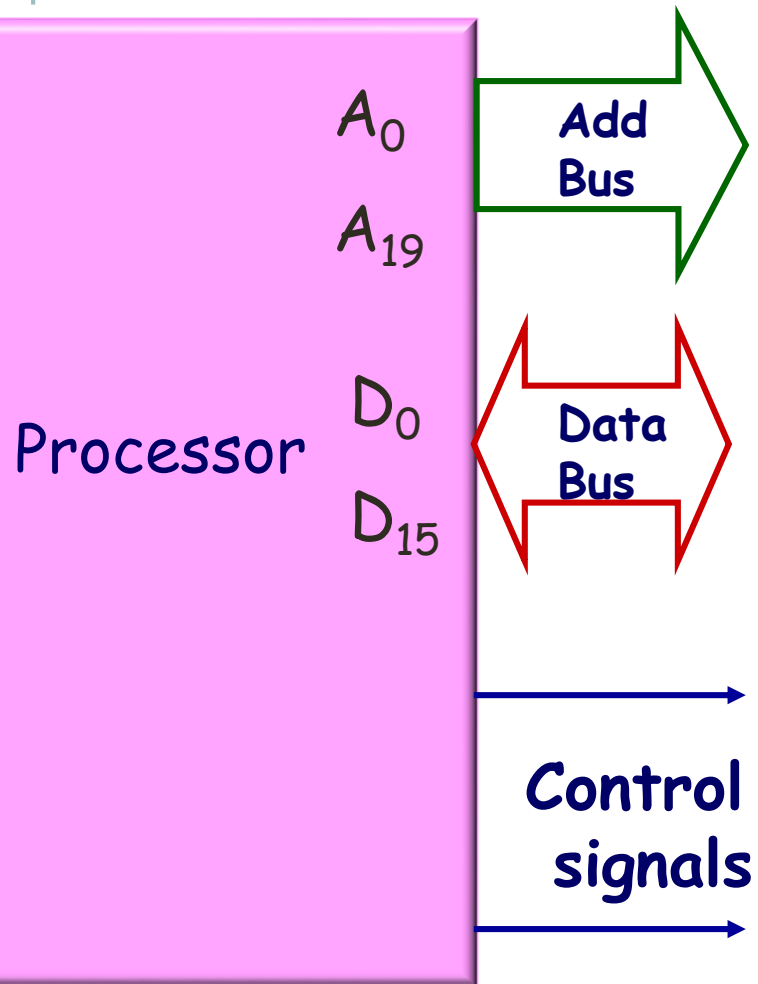 A₀
Add
Bus
A₁₉
Processor
D₀
Data
Bus
D₁₅
Control
signals